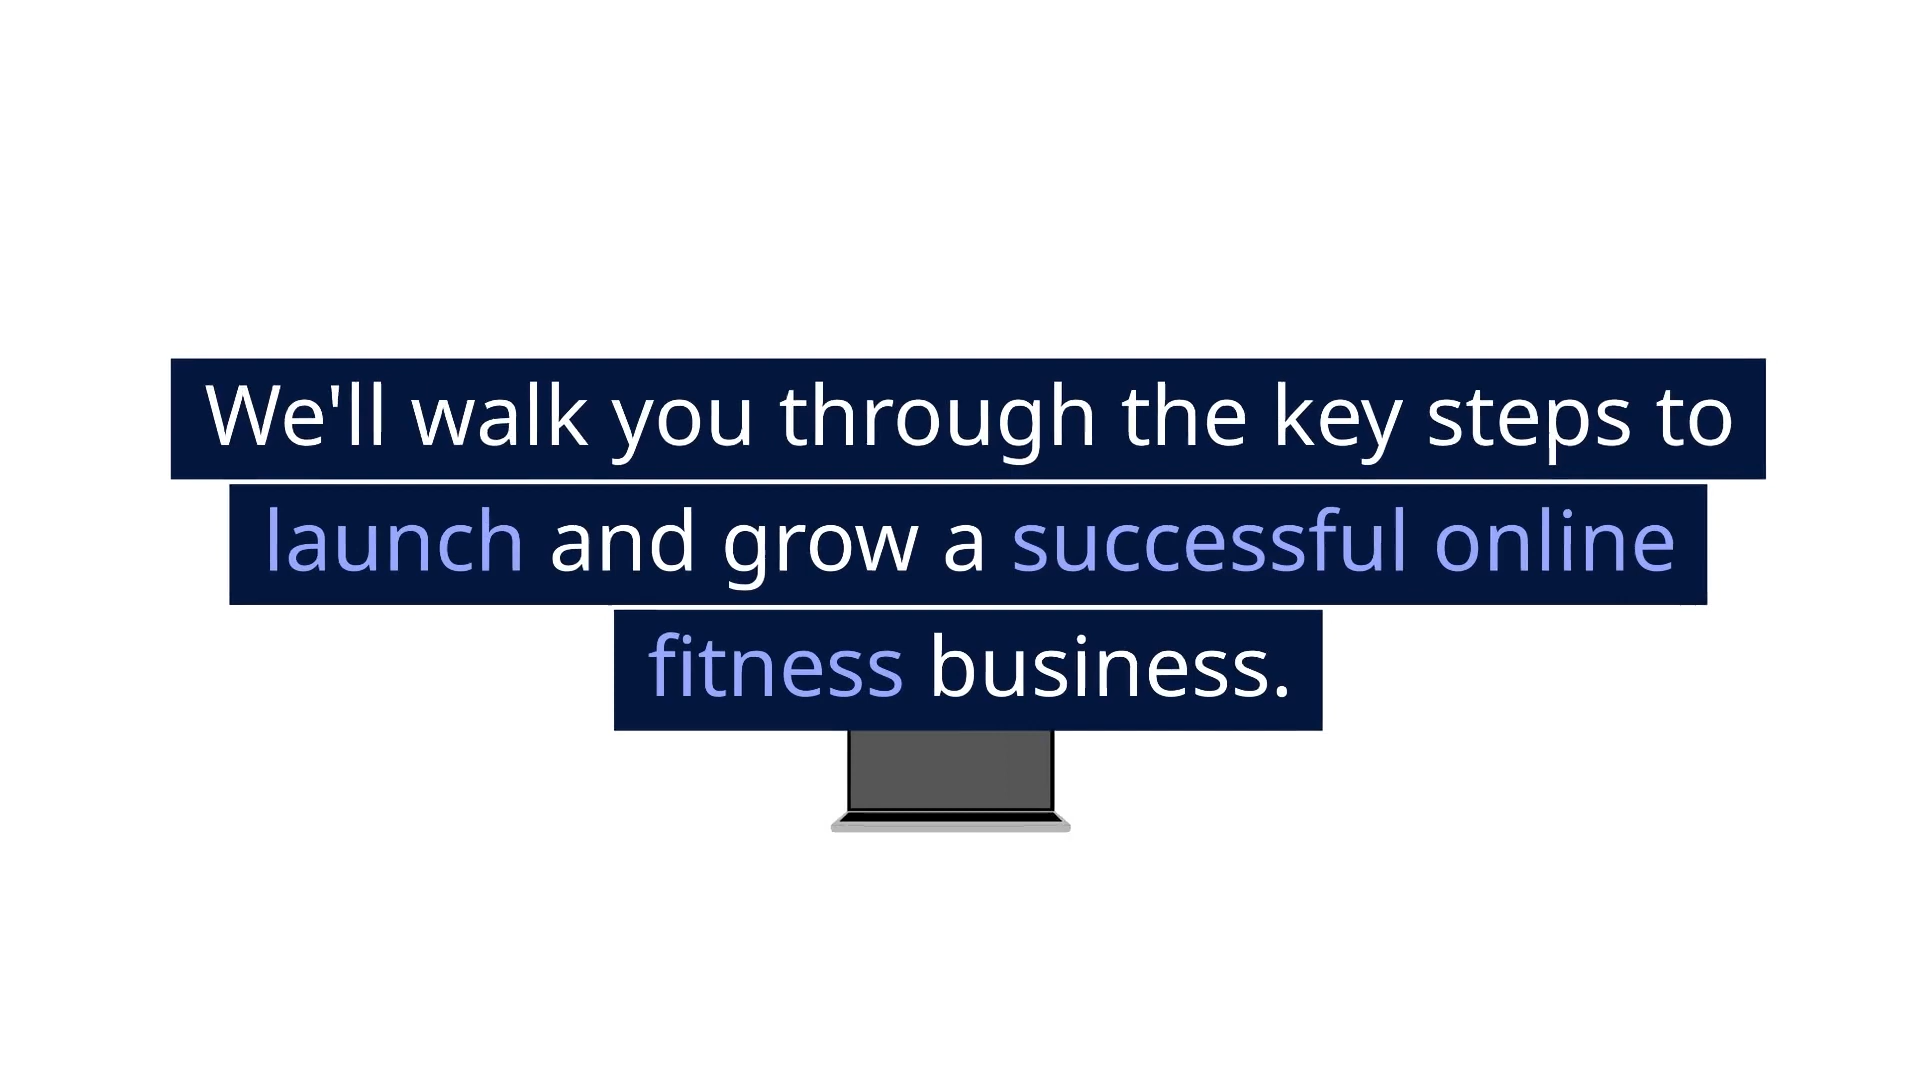 We'll walk you through the key steps to
launch and grow a successful online
fitness business.